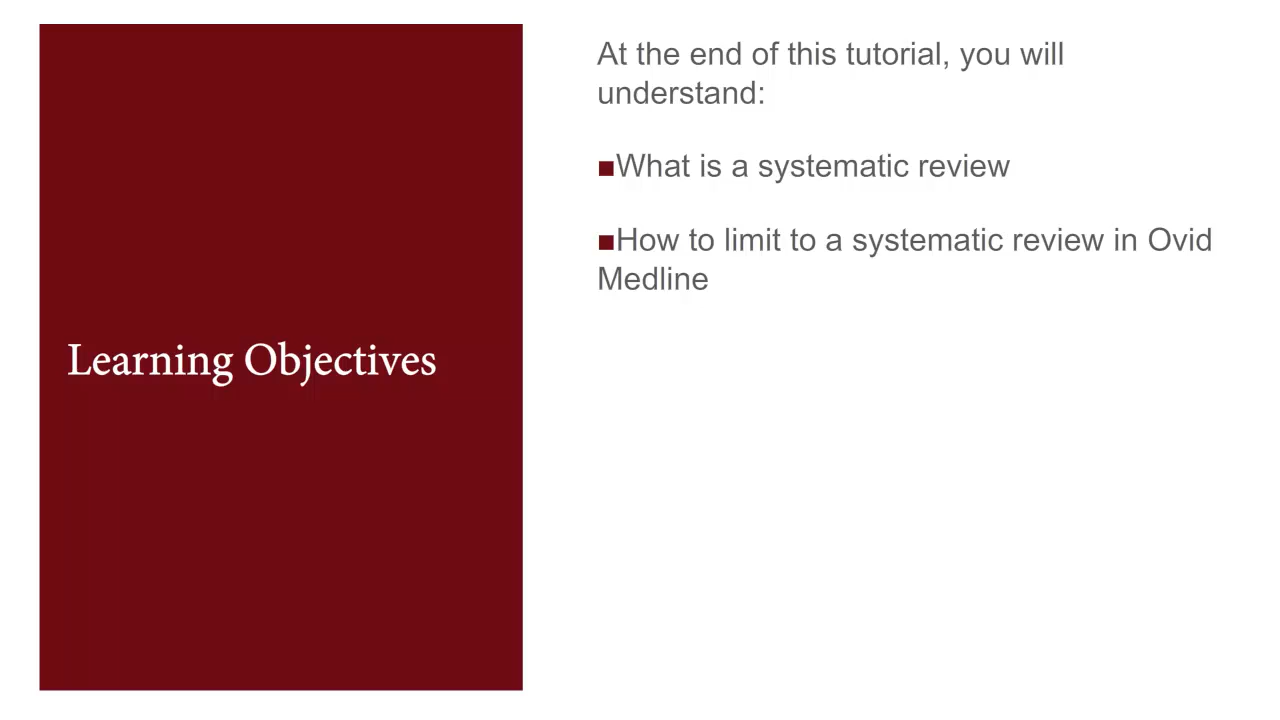 Learning Objectives
At the end of this tutorial, you will
understand:
■What is a systematic review
■How to limit to a systematic review in Ovid
Medline